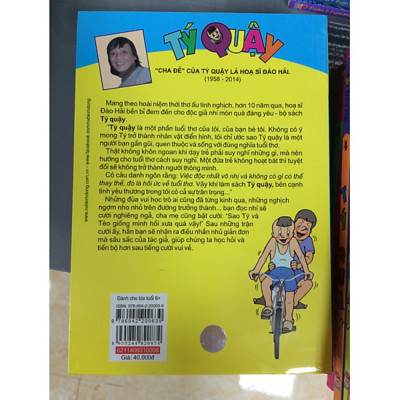 TÝ QUẬY
"CHA ĐẺ" CỦA TÝ QUẬY LÀ HOẠ SĨ ĐÀO HẢI.
(1958 - 2014)
Mang theo hoài niệm thời thơ ấu tinh nghịch, hơn 10 năm qua, hoạ sĩ
Đào Hải bền bỉ đem đến cho độc giả nhí món quà đáng yêu - bộ sách
Tý quậy.
"Tý quậy là một phần tuổi thơ của tôi, của bạn bè tôi. Không có ý
mong Tý trở thành nhân vật điển hình, tôi chỉ ước sao Tý quậy là một
người bạn gần gũi, quen thuộc và sống với đúng nghĩa tuổi thơ.
Thật không khôn ngoan khi dạy trẻ phải suy nghĩ những gì, mà nên
hướng cho tuổi thơ cách suy nghĩ. Một đứa trẻ không hoạt bát thì tuyệt
đối sẽ không trở thành người thông minh.
Có câu danh ngôn rằng: Việc độc nhất vô nhị và không gì có thể
thay thế, đó là hồi ức về tuổi thơ. Vậy khi làm sách Tý quậy, bên cạnh
tình yêu thương trong tôi có cả sự trân trọng..."
Những đũa vui học trò ai cũng đã từng kinh qua, những nghịch
ngợm nho nhỏ trên đường trưởng thành... bạn đọc nhí sẽ
cười nghiêng ngả, cha mẹ cũng bật cười: 'Sao Tý và
Tèo giống mình hồi xưa quá vậy!' Sau những trận
cười ấy, hẳn bạn sẽ nhận ra điều nhắn nhủ giản đơn
mà sâu sắc của tác giả, giúp chúng ta học hỏi và
tiến bộ hơn sau tiếng cười vui vẻ.
Dành cho lứa tuổi 6+
Giá: 40.000đ